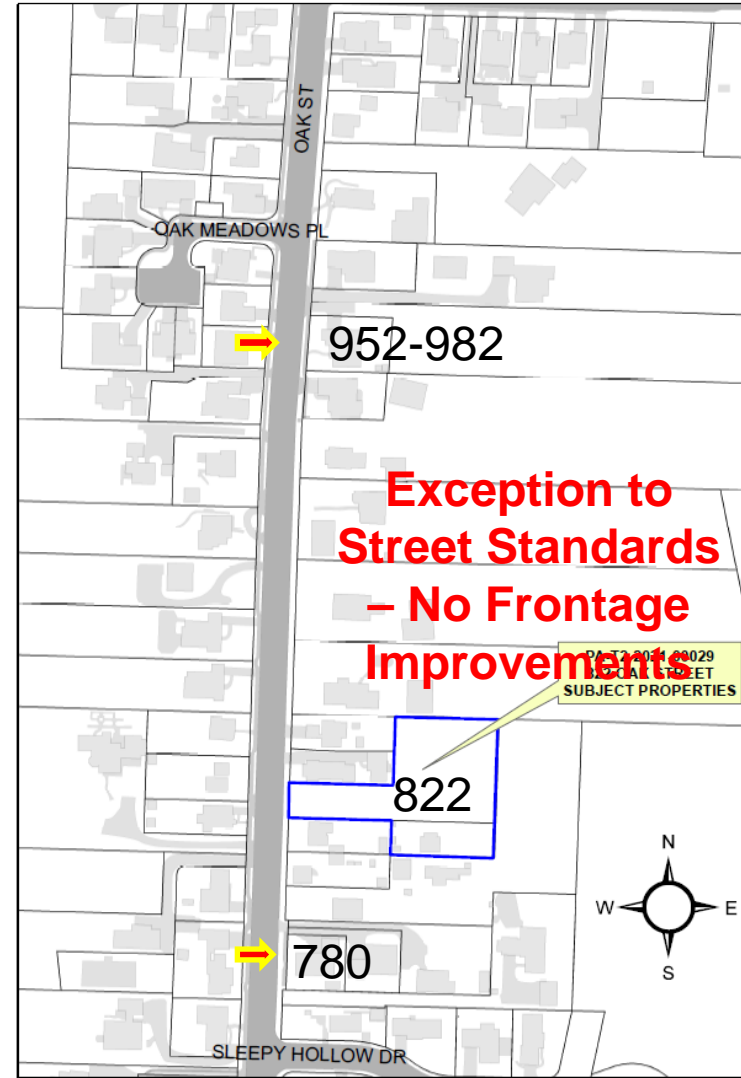 OAK ST
OAK MEADOWS PL
952-982
Exception to
Street Standards
– No Frontage
Improvements
SUBJECT PROPERTIES
822
N
W
E
S
780
SLEEPY HOLLOW DR